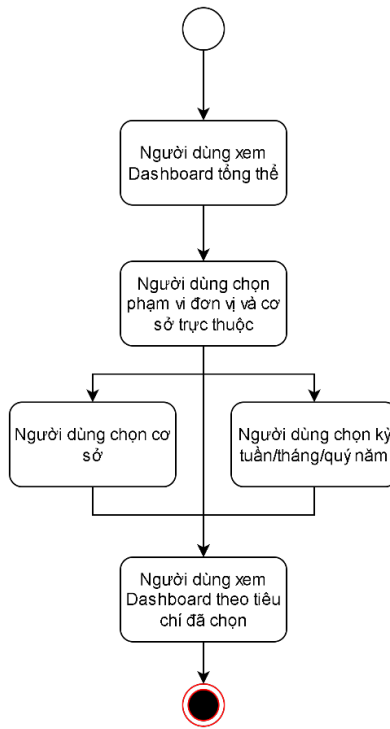 Người dùng xem
Dashboard tổng thể
Người dùng chọn
phạm vi đơn vị và cơ
sở trực thuộc
Người dùng chọn cơ
sở
Người dùng chọn kỳ
tuần/tháng/quý năm
Người dùng xem
Dashboard theo tiêu
chí đã chọn